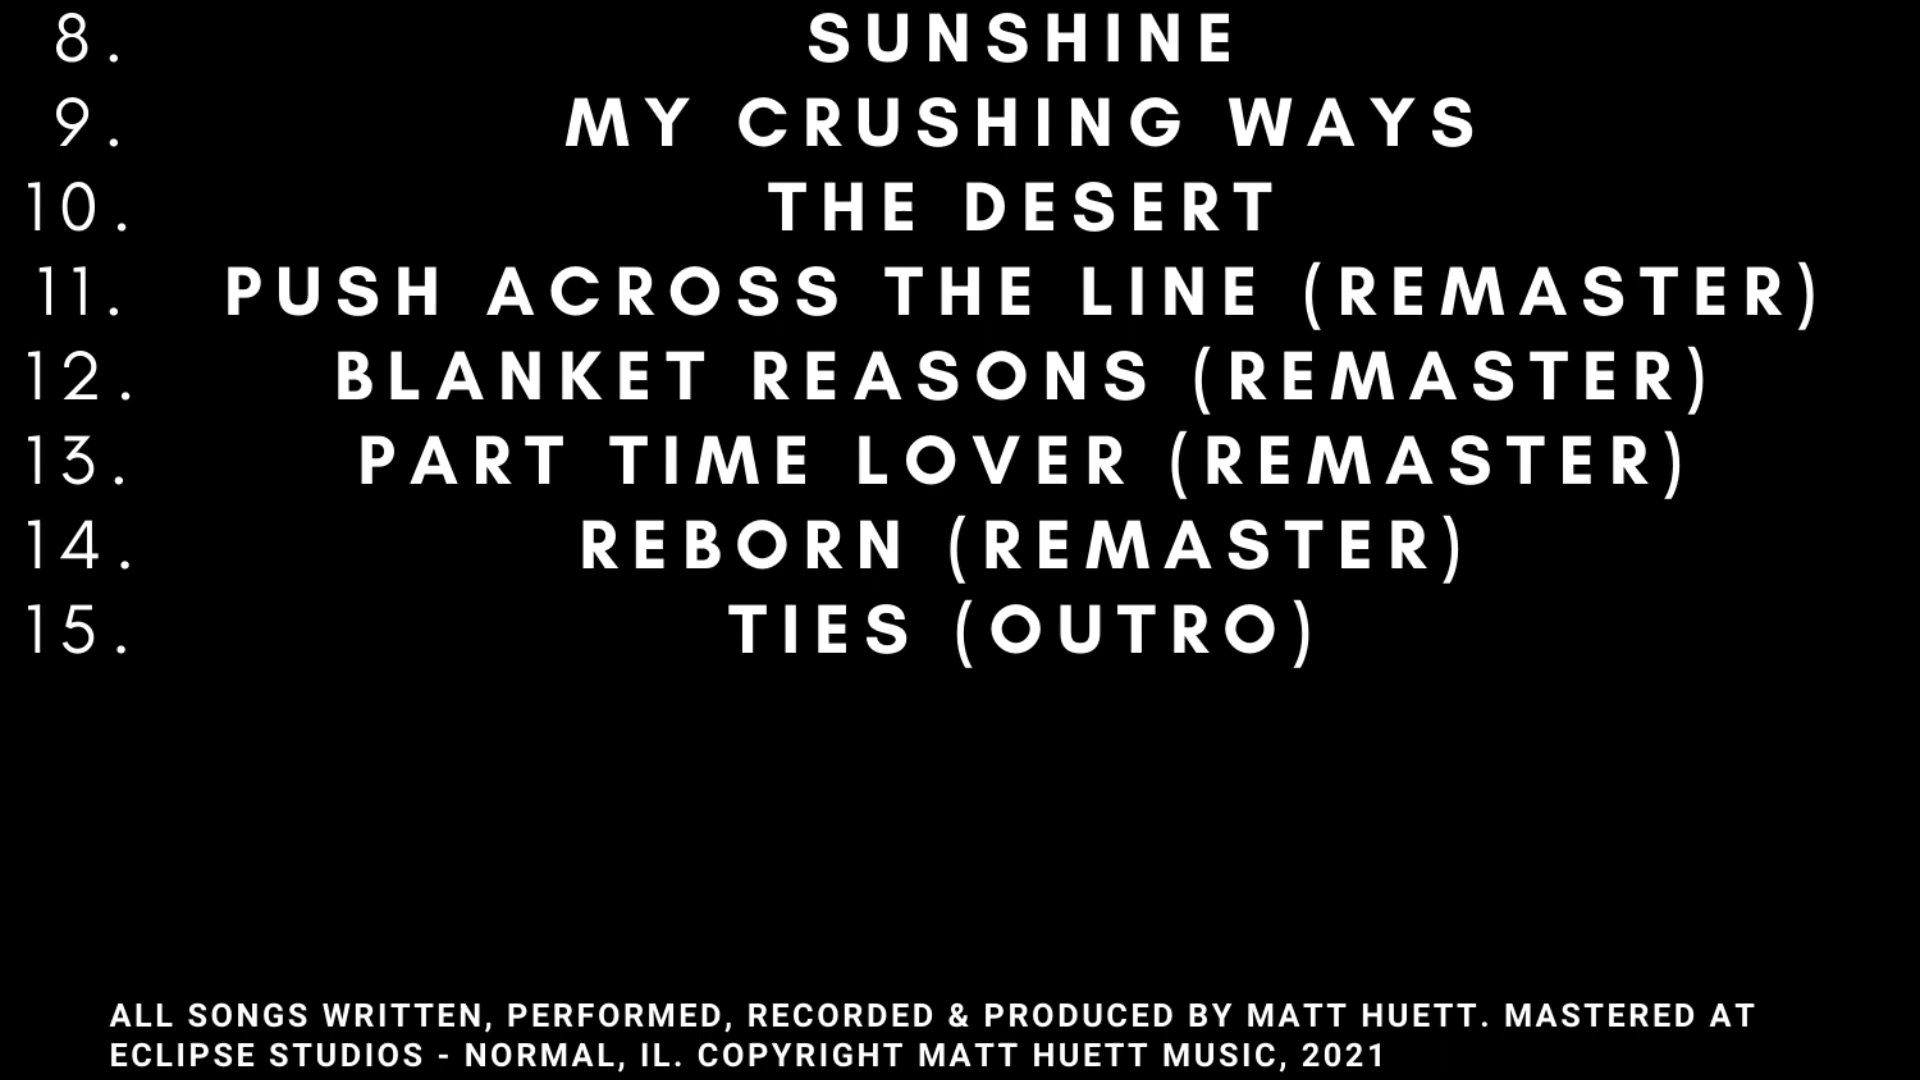 8. SUNSHINE
9. MY CRUSHING WAYS
10. THE DESERT
11. PUSH ACROSS THE LINE (REMASTER)
12. BLANKET REASONS (REMASTER)
13. PART TIME LOVER (REMASTER)
14. REBORN (REMASTER)
15. TIES (OUTRO)
ALL SONGS WRITTEN, PERFORMED, RECORDED & PRODUCED BY MATT HUETT. MASTERED AT
ECLIPSE STUDIOS - NORMAL, IL. COPYRIGHT MATT HUETT MUSIC, 2021